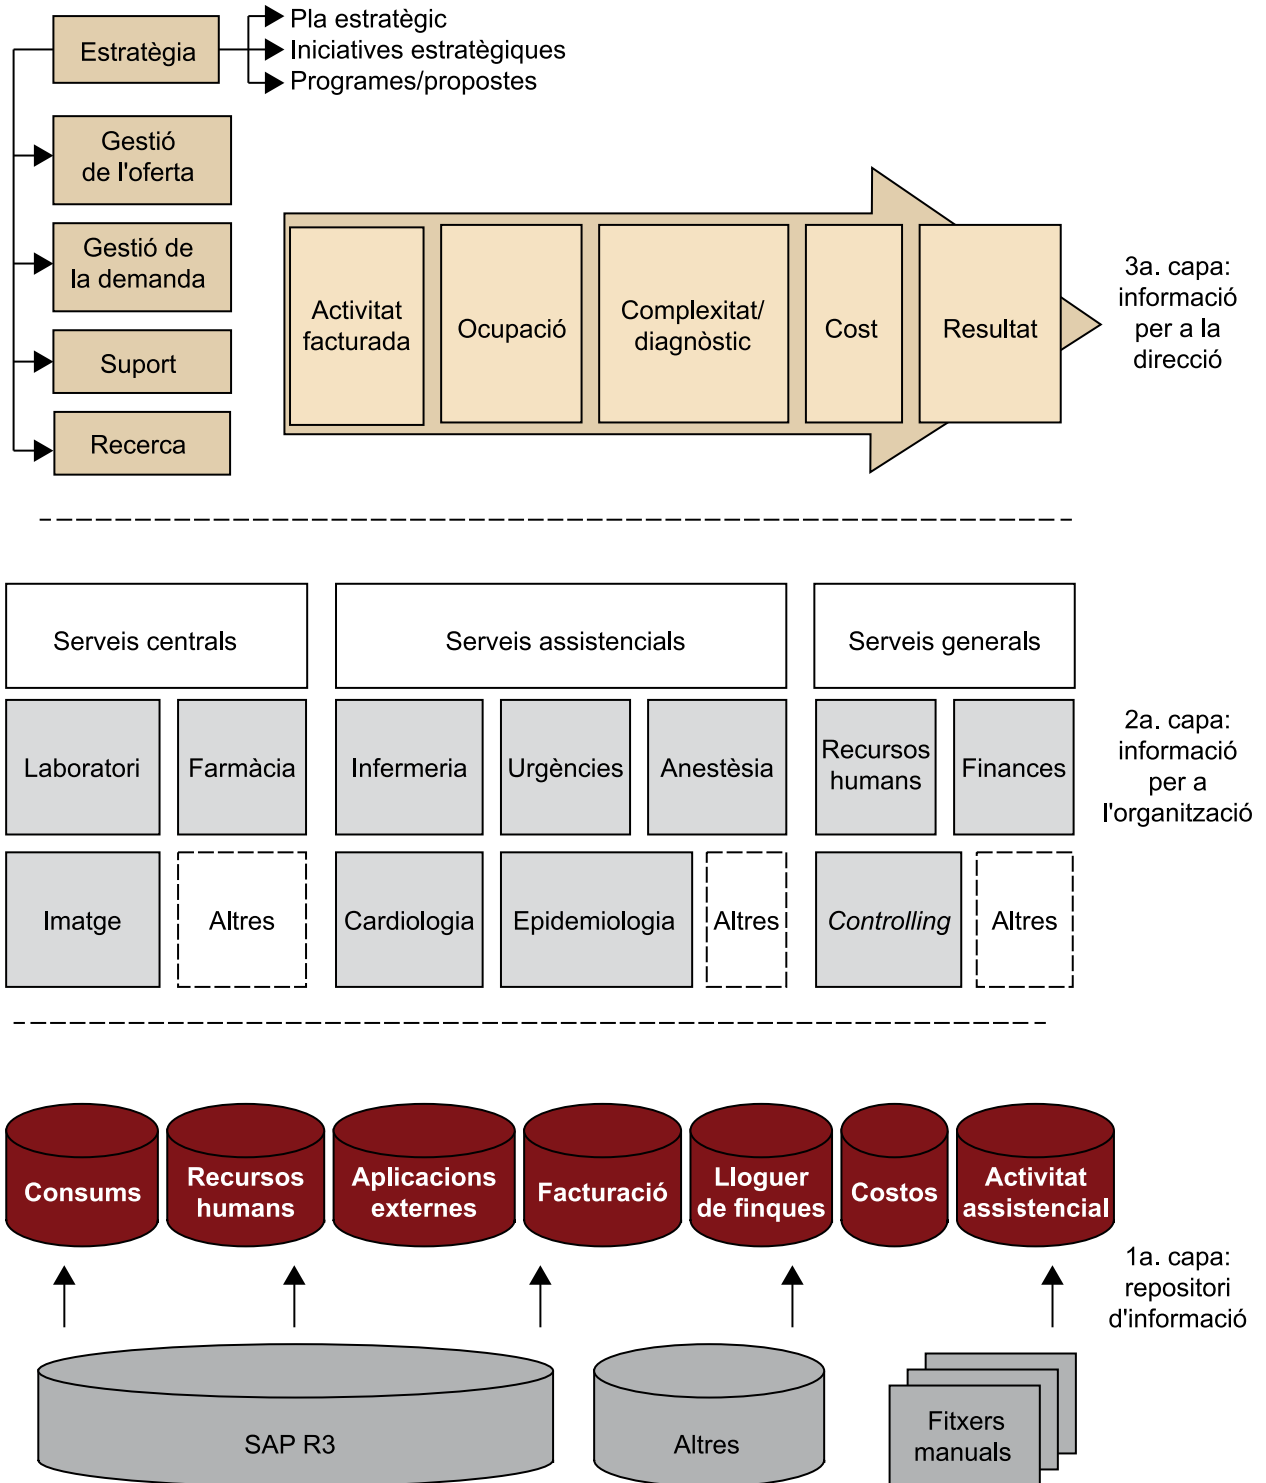 Estratègia
Pla estratègic
Iniciatives estratègiques
Programes/propostes
Gestió
de l'oferta
Gestió de
la demanda
Suport
Recerca
Activitat
facturada
Ocupació
Complexitat/
diagnòstic
Cost
Resultat
3a. capa:
informació
per a la
direcció
Serveis centrals
Serveis assistencials
Serveis generals
Laboratori
Farmàcia
Infermeria
Urgències
Anestèsia
Recursos
humans
Finances
2a. capa:
informació
per a
l'organització
Imatge
Altres
Cardiologia
Epidemiologia
Altres
Controlling
Altres
Consums
Recursos
humans
Aplicacions
externes
Facturació
Lloguer
de finques
Costos
Activitat
assistencial
1a. capa:
repositori
d'informació
SAP R3
Altres
Fitxers
manuals